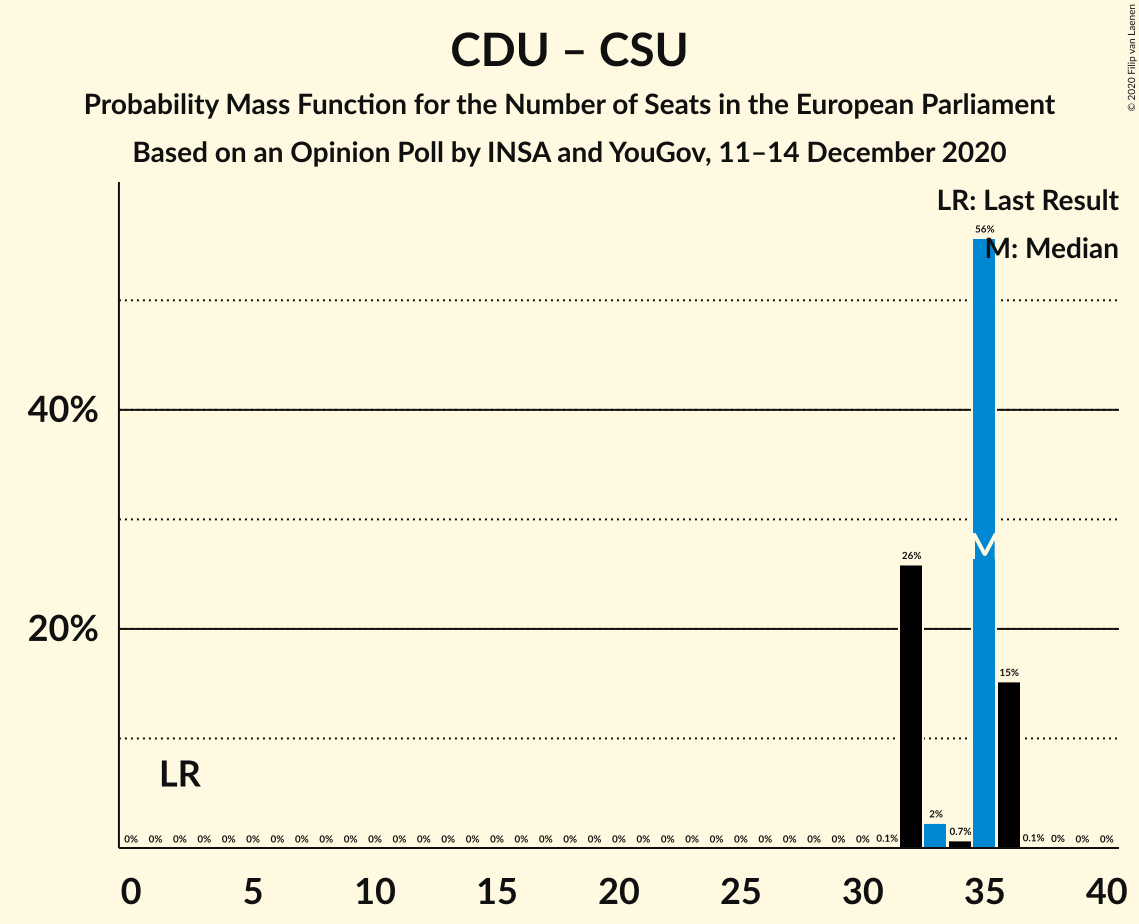 CDU – CSU
Probability Mass Function for the Number of Seats in the European Parliament
Based on an Opinion Poll by INSA and YouGov, 11–14 December 2020
© 2020 Filip van Laenen
LR: Last Result
M: Median
56%
40%
M
26%
20%
15%
LR
0% 0% 0% 0% 0% 0% 0% 0% 0% 0% 0% 0% 0% 0% 0% 0% 0% 0% 0% 0% 0% 0% 0% 0% 0% 0% 0% 0% 0% 0% 0% 0.1% 2% 0.7% 0.1% 0% 0% 0%
0 5 10 15 20 25 30 35 40